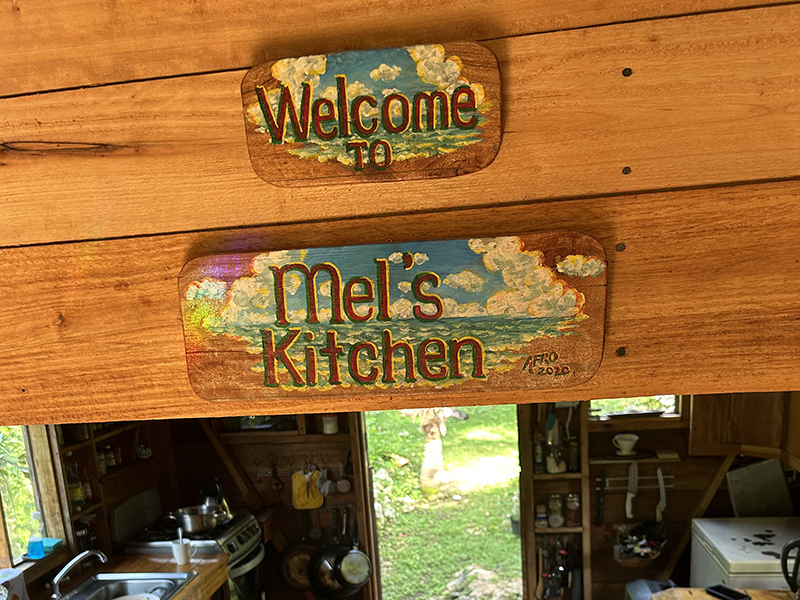 Welcome
TO
Mel's
Kitchen
AFRO
2020